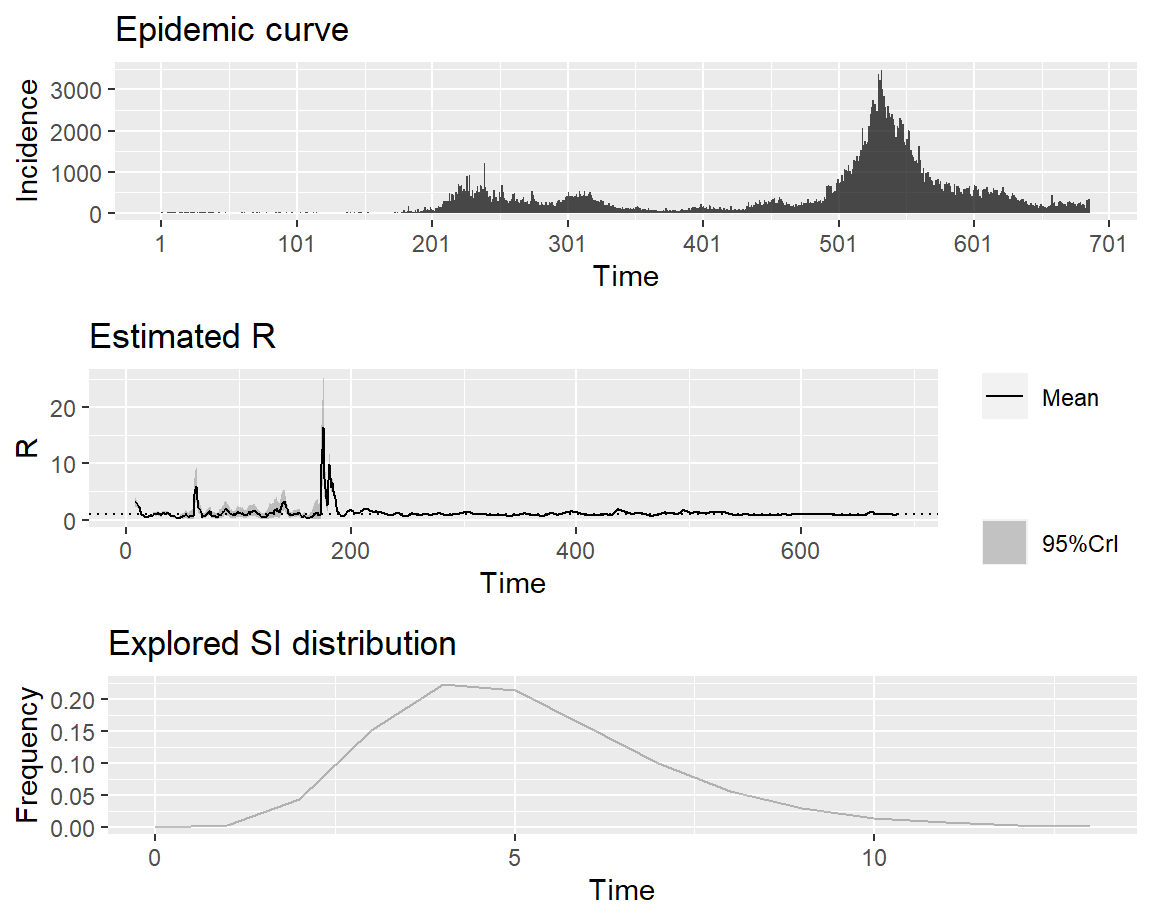 Epidemic curve
Incidence
3000
2000
1000
0
1 101 201 301 401 501 601 701
Time
Estimated R
R
20
10
0
0 200 400 600
Time
Mean
95%CrI
Explored SI distribution
Frequency
0.20
0.15
0.10
0.05
0.00
0 5 10
Time